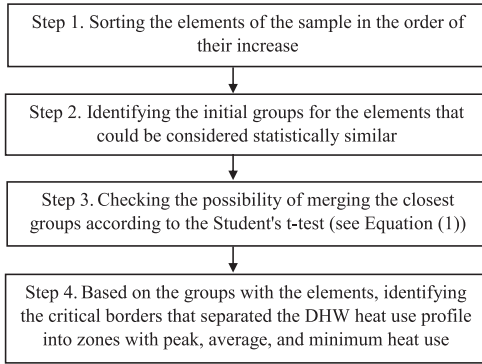 Step 1. Sorting the elements of the sample in the order of
their increase
Step 2. Identifying the initial groups for the elements that
could be considered statistically similar
Step 3. Checking the possibility of merging the closest
groups according to the Student's t-test (see Equation (1))
Step 4. Based on the groups with the elements, identifying
the critical borders that separated the DHW heat use profile
into zones with peak, average, and minimum heat use